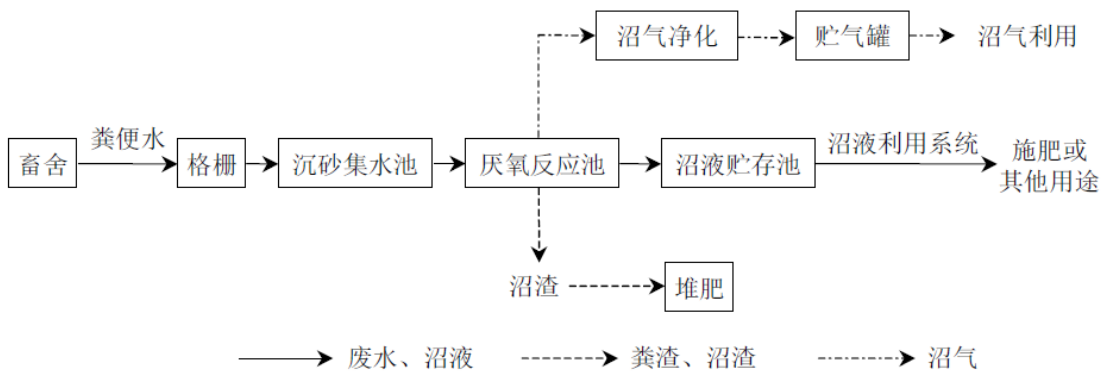 沼气净化
贮气罐
沼气利用
畜舍
粪便水
格栅
沉砂集水池
厌氧反应池
沼液贮存池
沼液利用系统
施肥或
其他用途
沼渣
堆肥
废水、沼液
粪渣、沼渣
沼气